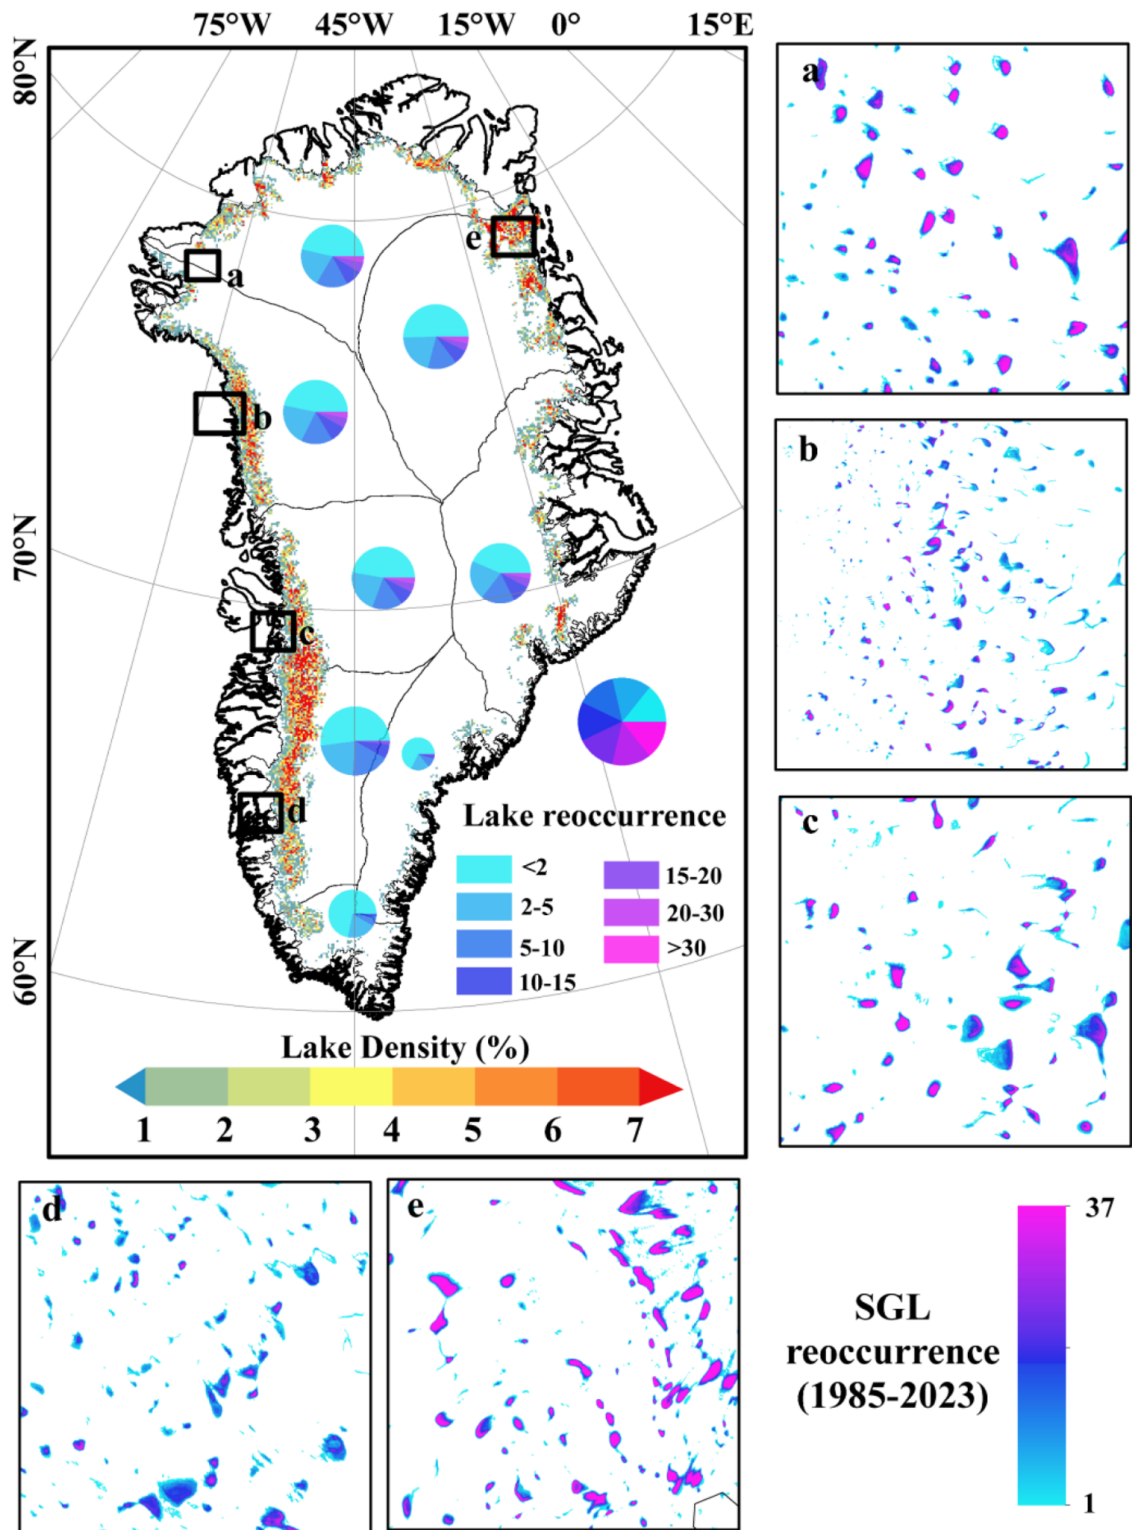 75°W 45°W 15°W 0° 15°E
80°N
70°N
60°N
a
b
c
d
e
Lake reoccurrence
<2
2-5
5-10
10-15
15-20
20-30
>30
Lake Density (%)
1 2 3 4 5 6 7
a
b
c
d
e
SGL
reoccurrence
(1985-2023)
37
1